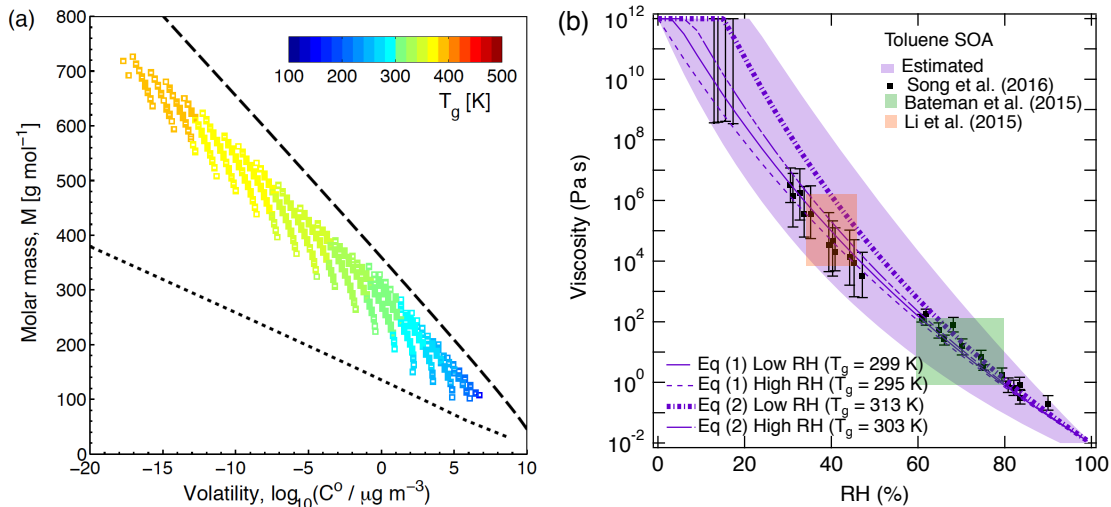 (a)
800
700
600
500
400
300
200
100
0
Molar mass, M [g mol⁻¹]
100 200 300 400 500
T_g [K]
−20 −15 −10 −5 0 5 10
Volatility, log₁₀(C⁰ / μg m⁻³)
(b)
10¹²
10¹⁰
10⁸
10⁶
10⁴
10²
10⁰
10⁻²
Viscosity (Pa s)
Toluene SOA
Estimated
Song et al. (2016)
Bateman et al. (2015)
Li et al. (2015)
Eq (1) Low RH (T_g = 299 K)
Eq (1) High RH (T_g = 295 K)
Eq (2) Low RH (T_g = 313 K)
Eq (2) High RH (T_g = 303 K)
0 20 40 60 80 100
RH (%)